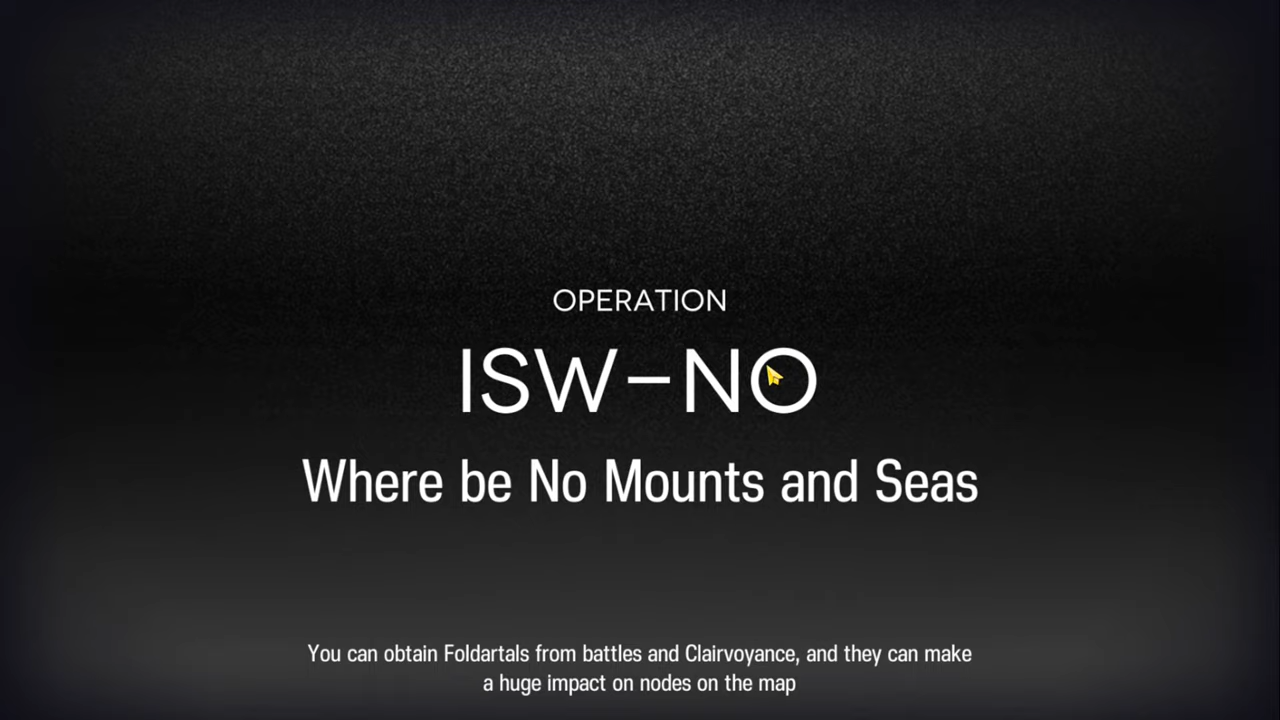 OPERATION
ISW-NO
Where be No Mounts and Seas
You can obtain Foldartals from battles and Clairvoyance, and they can make
a huge impact on nodes on the map